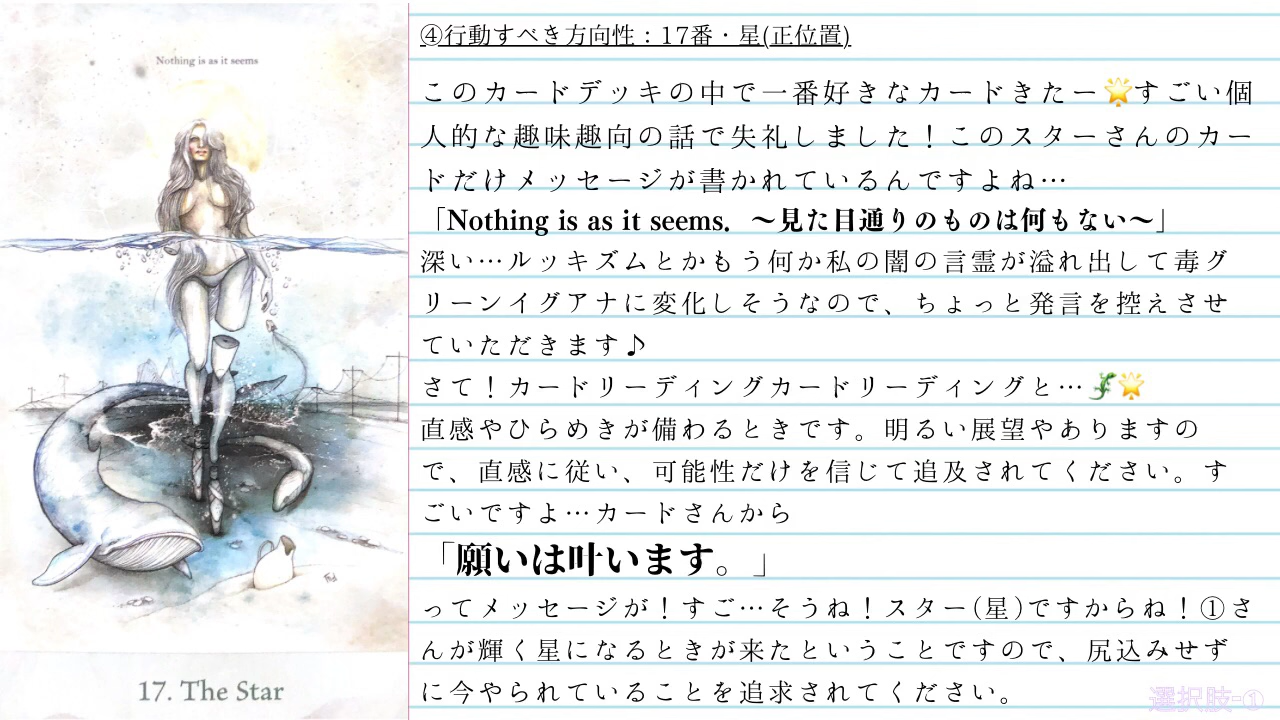 Nothing is as it seems
17. The Star
④行動すべき方向性：17番・星(正位置)
このカードデッキの中で一番好きなカードきたー🌟すごい個
人的な趣味趣向の話で失礼しました！このスターさんのカー
ドだけメッセージが書かれているんですよね…
「Nothing is as it seems. 〜見た目通りのものは何もない〜」
深い…ルッキズムとかもう何か私の闇の言霊が溢れ出して毒グ
リーンイグアナに変化しそうなので、ちょっと発言を控えさせ
ていただきます♪
さて！カードリーディングカードリーディングと…🦎🌟
直感やひらめきが備わるときです。明るい展望やありますの
で、直感に従い、可能性だけを信じて追及されてください。す
ごいですよ…カードさんから
「願いは叶います。」
ってメッセージが！すご…そうね！スター(星)ですからね！①さ
んが輝く星になるときが来たということですので、尻込みせず
に今やられていることを追求されてください。
選択肢-①